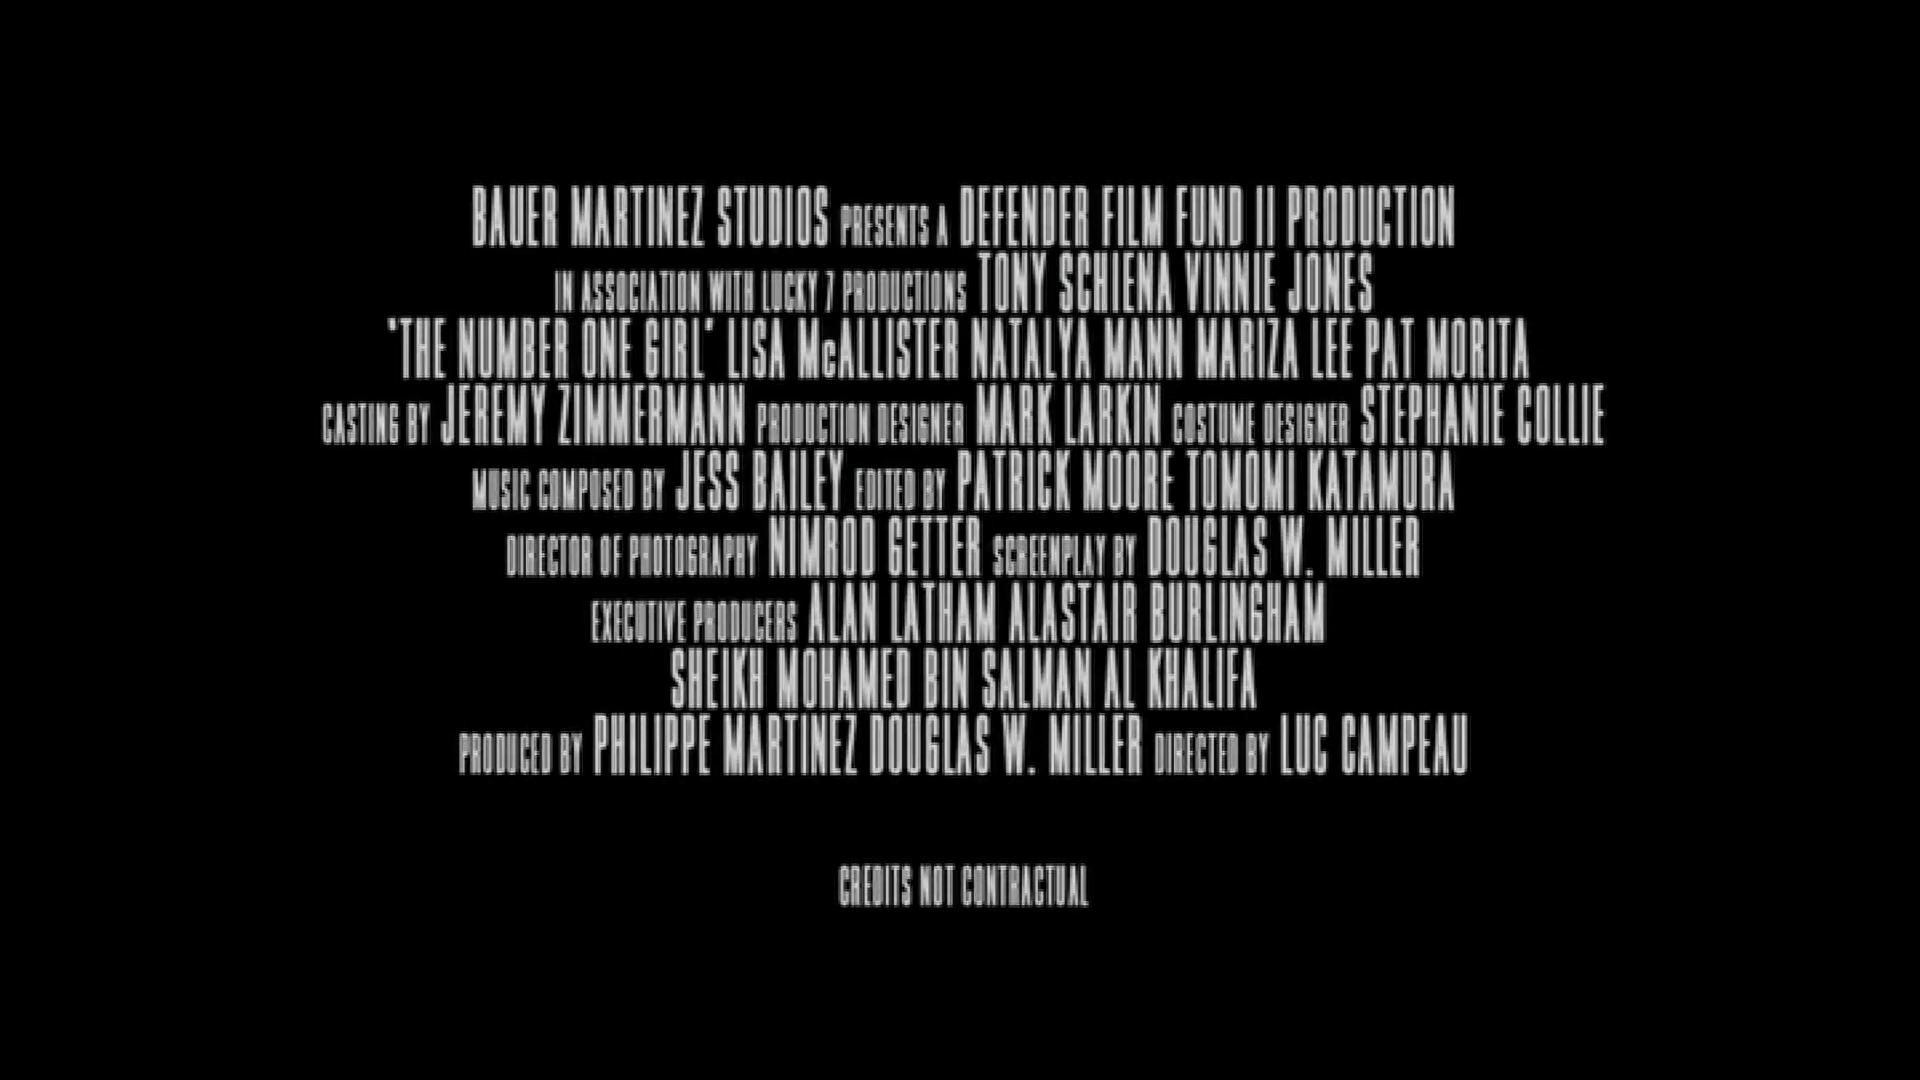 BAUER MARTINEZ STUDIOS PRESENTS A DEFENDER FILM FUND II PRODUCTION
IN ASSOCIATION WITH LUCKY 7 PRODUCTIONS TONY SCHIENA VINNIE JONES
'THE NUMBER ONE GIRL' LISA McALLISTER NATALYA MANN MARIZA LEE PAT MORITA
CASTING BY JEREMY ZIMMERMANN PRODUCTION DESIGNER MARK LARKIN COSTUME DESIGNER STEPHANIE COLLIE
MUSIC COMPOSED BY JESS BAILEY EDITED BY PATRICK MOORE TOMOMI KATAMURA
DIRECTOR OF PHOTOGRAPHY NIMROD GETTER SCREENPLAY BY DOUGLAS W. MILLER
EXECUTIVE PRODUCERS ALAN LATHAM ALASTAIR BURLINGHAM
SHEIKH MOHAMED BIN SALMAN AL KHALIFA
PRODUCED BY PHILIPPE MARTINEZ DOUGLAS W. MILLER DIRECTED BY LUC CAMPEAU
CREDITS NOT CONTRACTUAL